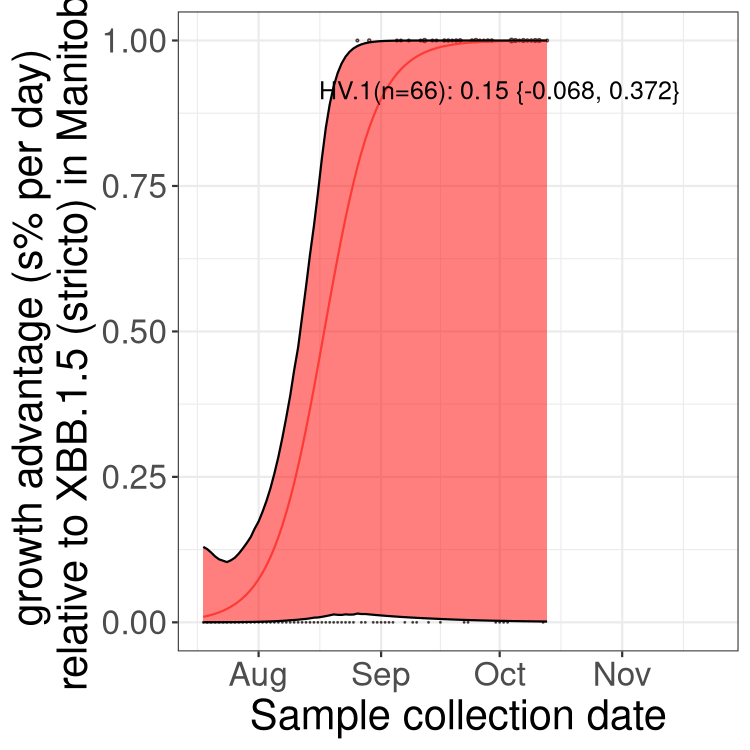 growth advantage (s% per day)
relative to XBB.1.5 (stricto) in Manitob
1.00
0.75
0.50
0.25
0.00
HV.1(n=66): 0.15 {-0.068, 0.372}
Aug Sep Oct Nov
Sample collection date